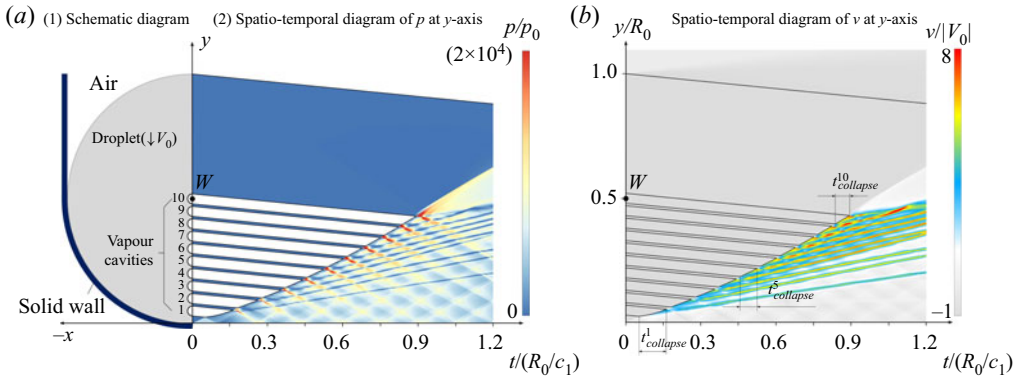 (a) (1) Schematic diagram (2) Spatio-temporal diagram of p at y-axis
p/p0
(2×10^4)
y
Air
Droplet(↓V0)
W
10
9
8
7
6
5
4
3
2
1
Vapour
cavities
Solid wall
−x
0
0 0.3 0.6 0.9 1.2
t/(R0/c1)
(b) y/R0 Spatio-temporal diagram of v at y-axis
v/|V0|
8
1.0
W
0.5
t^10_collapse
t^5_collapse
t^1_collapse
−1
0 0.3 0.6 0.9 1.2
t/(R0/c1)